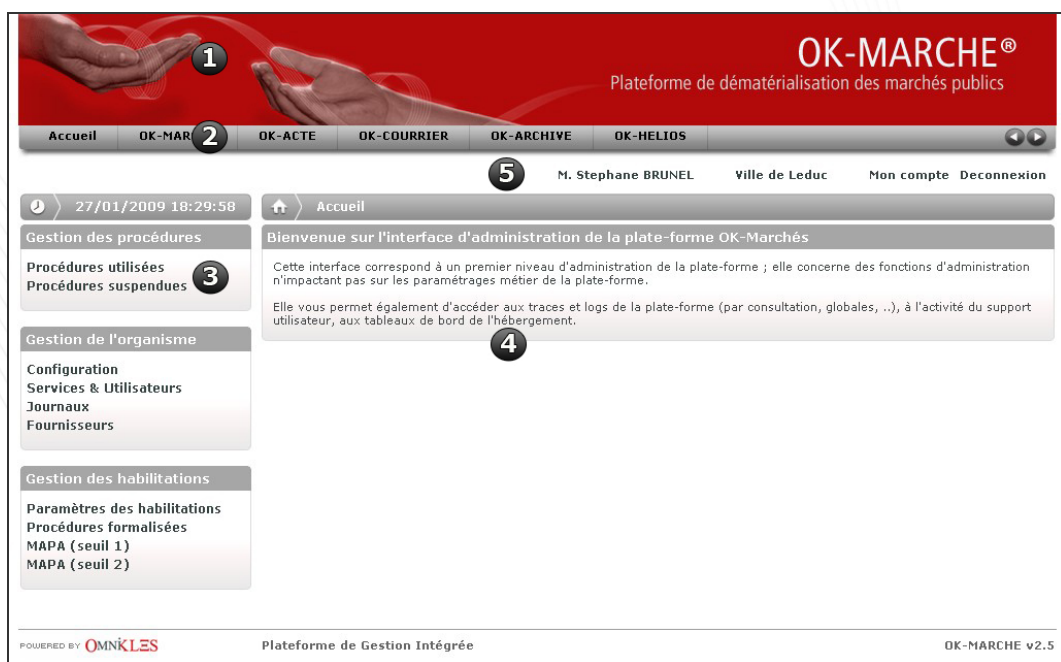 OK-MARCHE®
Plateforme de dématérialisation des marchés publics
1
Accueil OK-MAR 2 OK-ACTE OK-COURRIER OK-ARCHIVE OK-HELIOS
5 M. Stephane BRUNEL Ville de Leduc Mon compte Deconnexion
27/01/2009 18:29:58 Accueil
Gestion des procédures
Procédures utilisées
Procédures suspendues
3
Gestion de l'organisme
Configuration
Services & Utilisateurs
Journaux
Fournisseurs
Gestion des habilitations
Paramètres des habilitations
Procédures formalisées
MAPA (seuil 1)
MAPA (seuil 2)
Bienvenue sur l'interface d'administration de la plate-forme OK-Marchés
Cette interface correspond à un premier niveau d'administration de la plate-forme ; elle concerne des fonctions d'administration
n'impactant pas sur les paramétrages métier de la plate-forme.
Elle vous permet également d'accéder aux traces et logs de la plate-forme (par consultation, globales, ..), à l'activité du support
utilisateur, aux tableaux de bord de l'hébergement.
4
POWERED BY OMNIKLES Plateforme de Gestion Intégrée OK-MARCHE v2.5